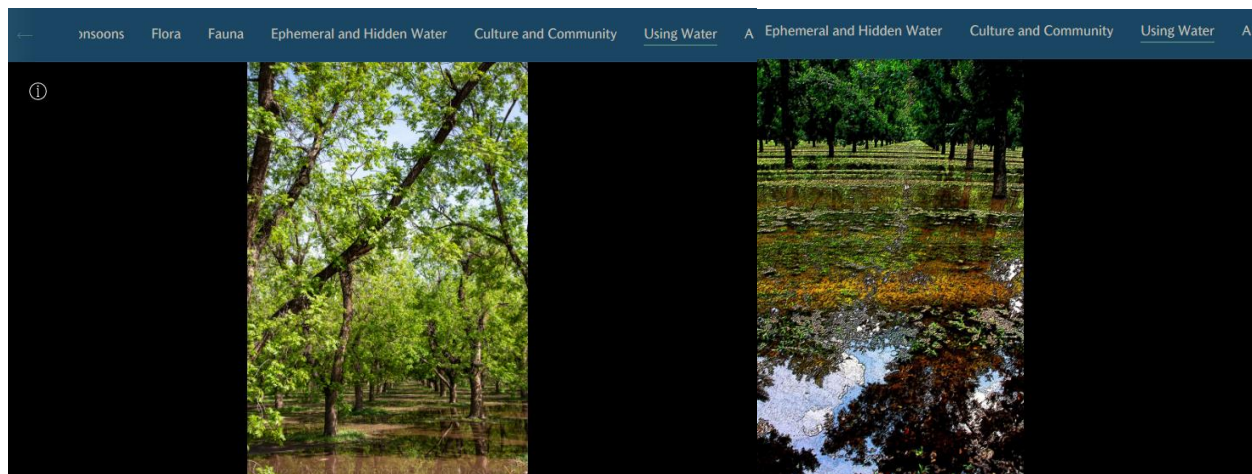 onsoons Flora Fauna Ephemeral and Hidden Water Culture and Community Using Water A
Ephemeral and Hidden Water Culture and Community Using Water A